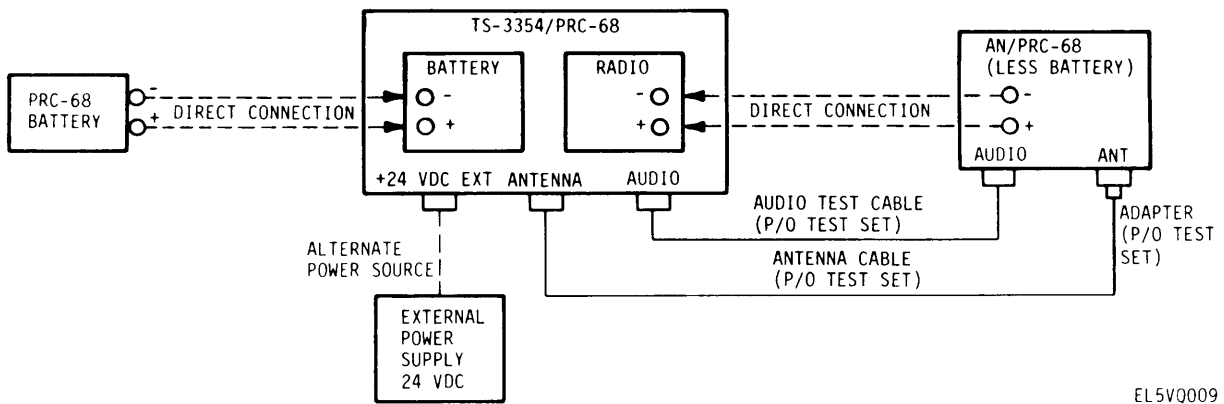 TS-3354/PRC-68
PRC-68
BATTERY
-
+
DIRECT CONNECTION
BATTERY
-
+
RADIO
-
+
DIRECT CONNECTION
AN/PRC-68
(LESS BATTERY)
-
+
AUDIO
ANT
+24 VDC EXT
ANTENNA
AUDIO
AUDIO TEST CABLE
(P/O TEST SET)
ADAPTER
(P/O TEST
SET)
ANTENNA CABLE
(P/O TEST SET)
ALTERNATE
POWER SOURCE
EXTERNAL
POWER
SUPPLY
24 VDC
EL5VQ009